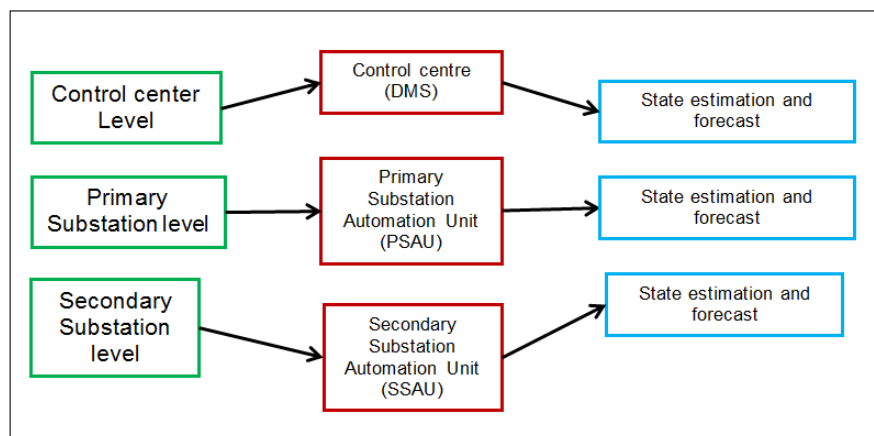 Control center
Level
Control centre
(DMS)
State estimation and
forecast
Primary
Substation level
Primary
Substation
Automation Unit
(PSAU)
State estimation and
forecast
Secondary
Substation
level
Secondary
Substation
Automation Unit
(SSAU)
State estimation and
forecast